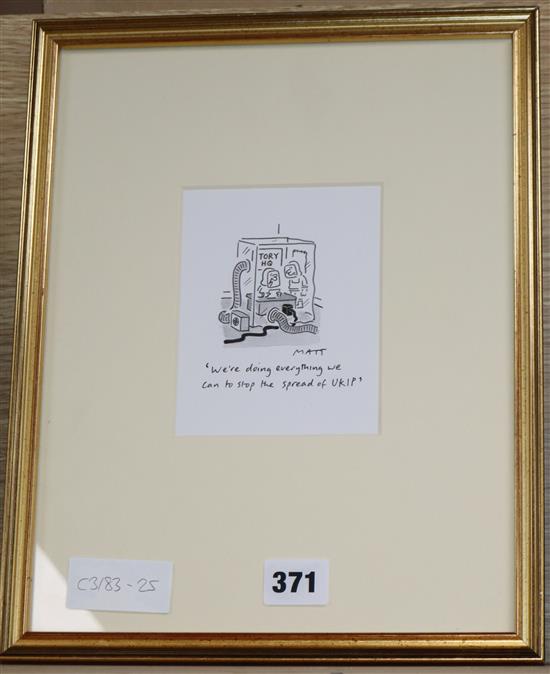 TORY
HQ
MATT
'We're doing everything we
can to stop the spread of UKIP'
C3183-25
371